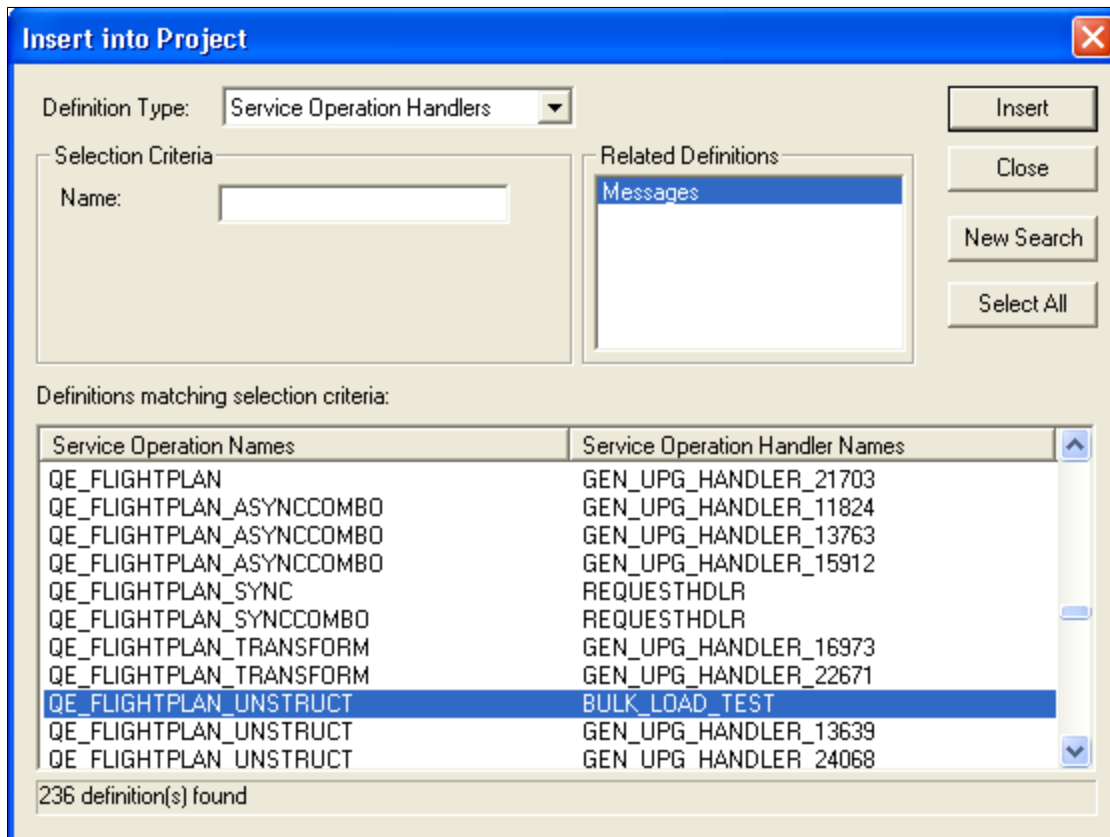 Insert into Project
Definition Type: Service Operation Handlers
Insert
Selection Criteria
Related Definitions
Close
Name:
Messages
New Search
Select All
Definitions matching selection criteria:
Service Operation Names Service Operation Handler Names
QE_FLIGHTPLAN GEN_UPG_HANDLER_21703
QE_FLIGHTPLAN_ASYNCCOMBO GEN_UPG_HANDLER_11824
QE_FLIGHTPLAN_ASYNCCOMBO GEN_UPG_HANDLER_13763
QE_FLIGHTPLAN_ASYNCCOMBO GEN_UPG_HANDLER_15912
QE_FLIGHTPLAN_SYNC REQUESTHDLR
QE_FLIGHTPLAN_SYNCCOMBO REQUESTHDLR
QE_FLIGHTPLAN_TRANSFORM GEN_UPG_HANDLER_16973
QE_FLIGHTPLAN_TRANSFORM GEN_UPG_HANDLER_22671
QE_FLIGHTPLAN_UNSTRUCT BULK_LOAD_TEST
QE_FLIGHTPLAN_UNSTRUCT GEN_UPG_HANDLER_13639
QE_FLIGHTPLAN_UNSTRUCT GEN_UPG_HANDLER_24068
236 definition(s) found